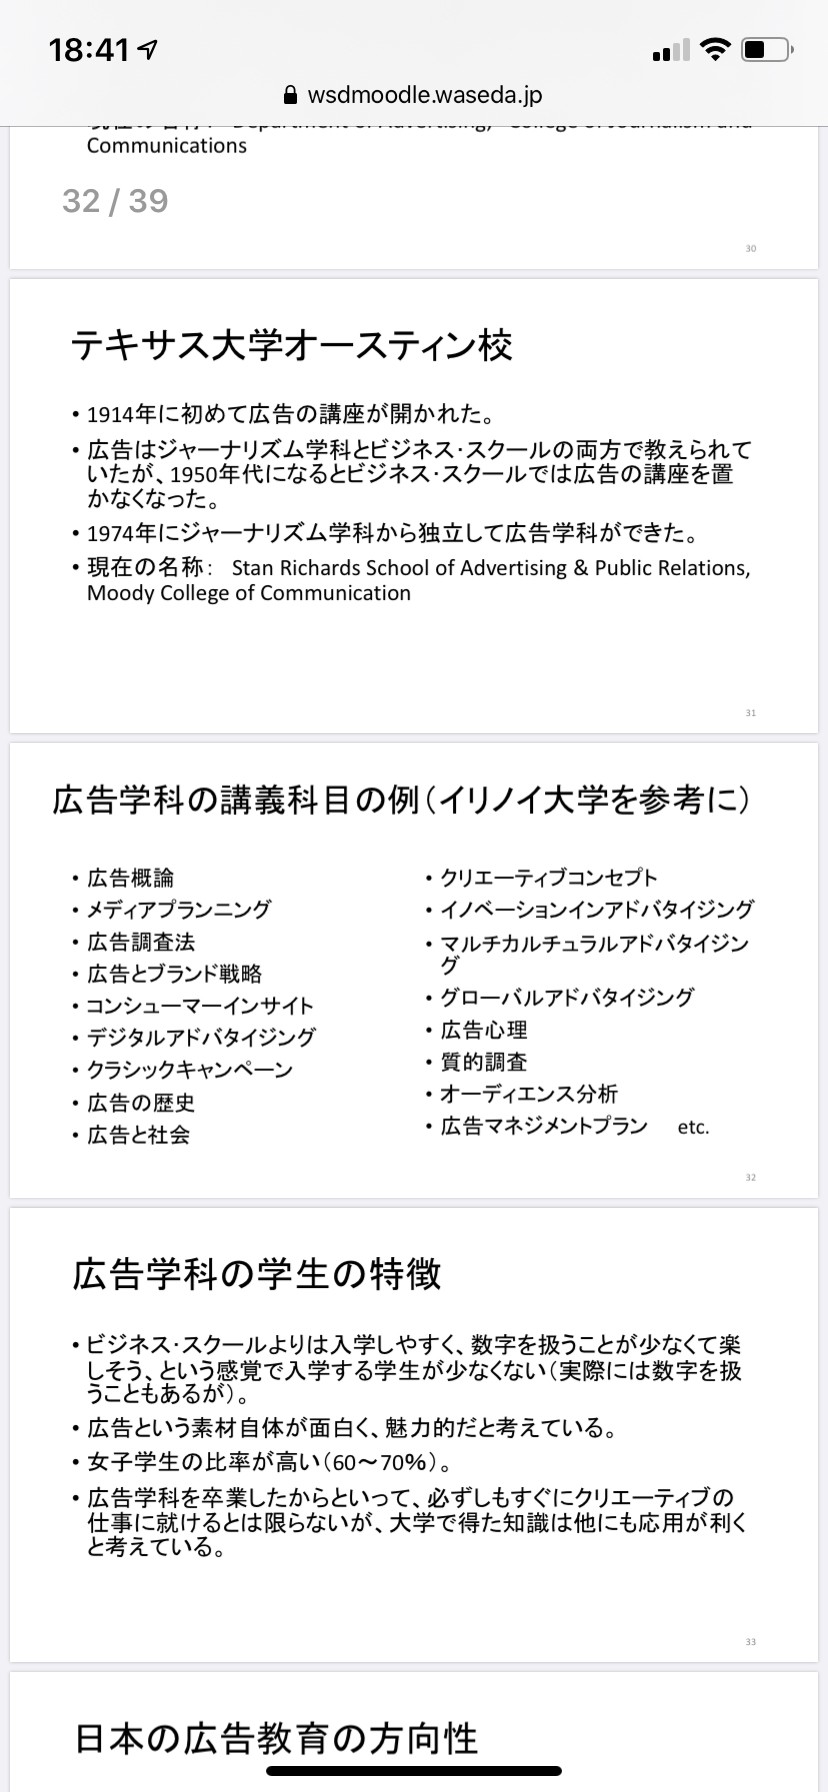 18:41
wsdmoodle.waseda.jp
現在の名称： Department of Advertising, College of Journalism and
Communications
32 / 39
30
テキサス大学オースティン校
• 1914年に初めて広告の講座が開かれた。
• 広告はジャーナリズム学科とビジネス・スクールの両方で教えられて
いたが、1950年代になるとビジネス・スクールでは広告の講座を置
かなくなった。
• 1974年にジャーナリズム学科から独立して広告学科ができた。
• 現在の名称： Stan Richards School of Advertising & Public Relations,
Moody College of Communication
31
広告学科の講義科目の例（イリノイ大学を参考に）
• 広告概論
• メディアプランニング
• 広告調査法
• 広告とブランド戦略
• コンシューマーインサイト
• デジタルアドバタイジング
• クラシックキャンペーン
• 広告の歴史
• 広告と社会
• クリエーティブコンセプト
• イノベーションインアドバタイジング
• マルチカルチュラルアドバタイジン
グ
• グローバルアドバタイジング
• 広告心理
• 質的調査
• オーディエンス分析
• 広告マネジメントプラン etc.
32
広告学科の学生の特徴
• ビジネス・スクールよりは入学しやすく、数字を扱うことが少なくて楽
しそう、という感覚で入学する学生が少なくない（実際には数字を扱
うこともあるが）。
• 広告という素材自体が面白く、魅力的だと考えている。
• 女子学生の比率が高い（60～70%）。
• 広告学科を卒業したからといって、必ずしもすぐにクリエーティブの
仕事に就けるとは限らないが、大学で得た知識は他にも応用が利く
と考えている。
33
日本の広告教育の方向性